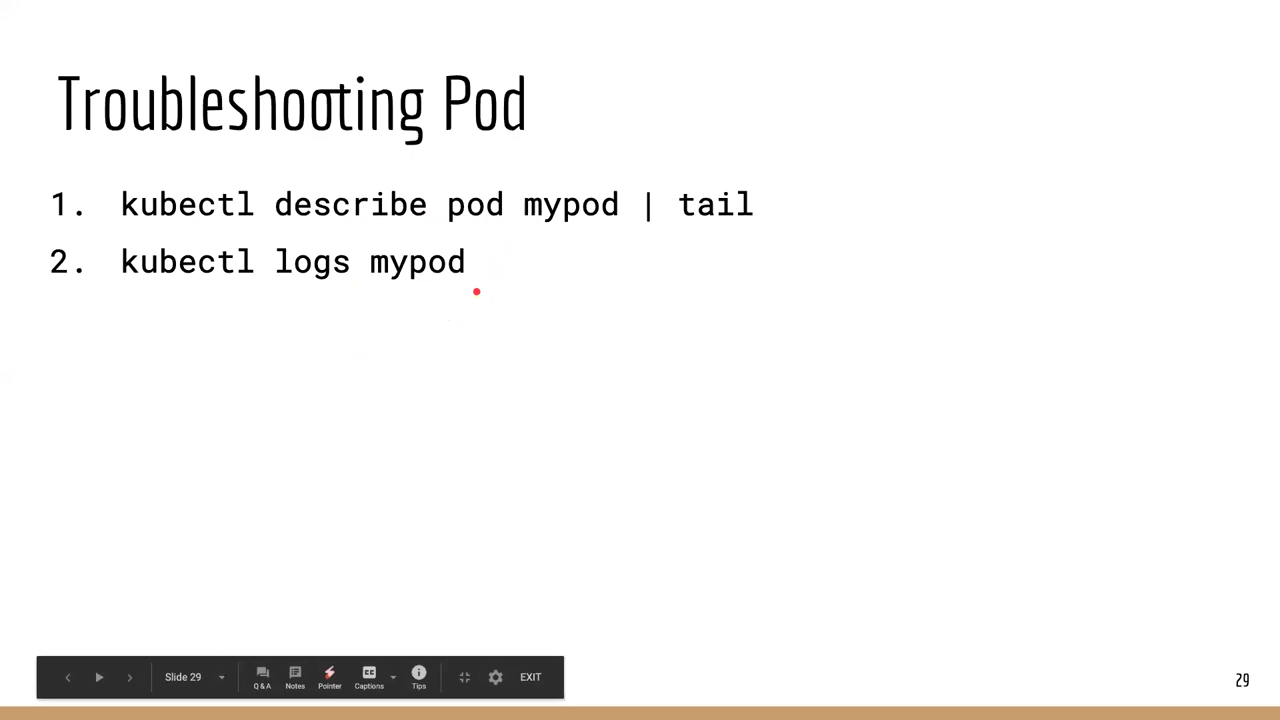 Troubleshooting Pod
1. kubectl describe pod mypod | tail
2. kubectl logs mypod
Slide 29
Q & A
Notes
Pointer
CC
Captions
Tips
EXIT
29